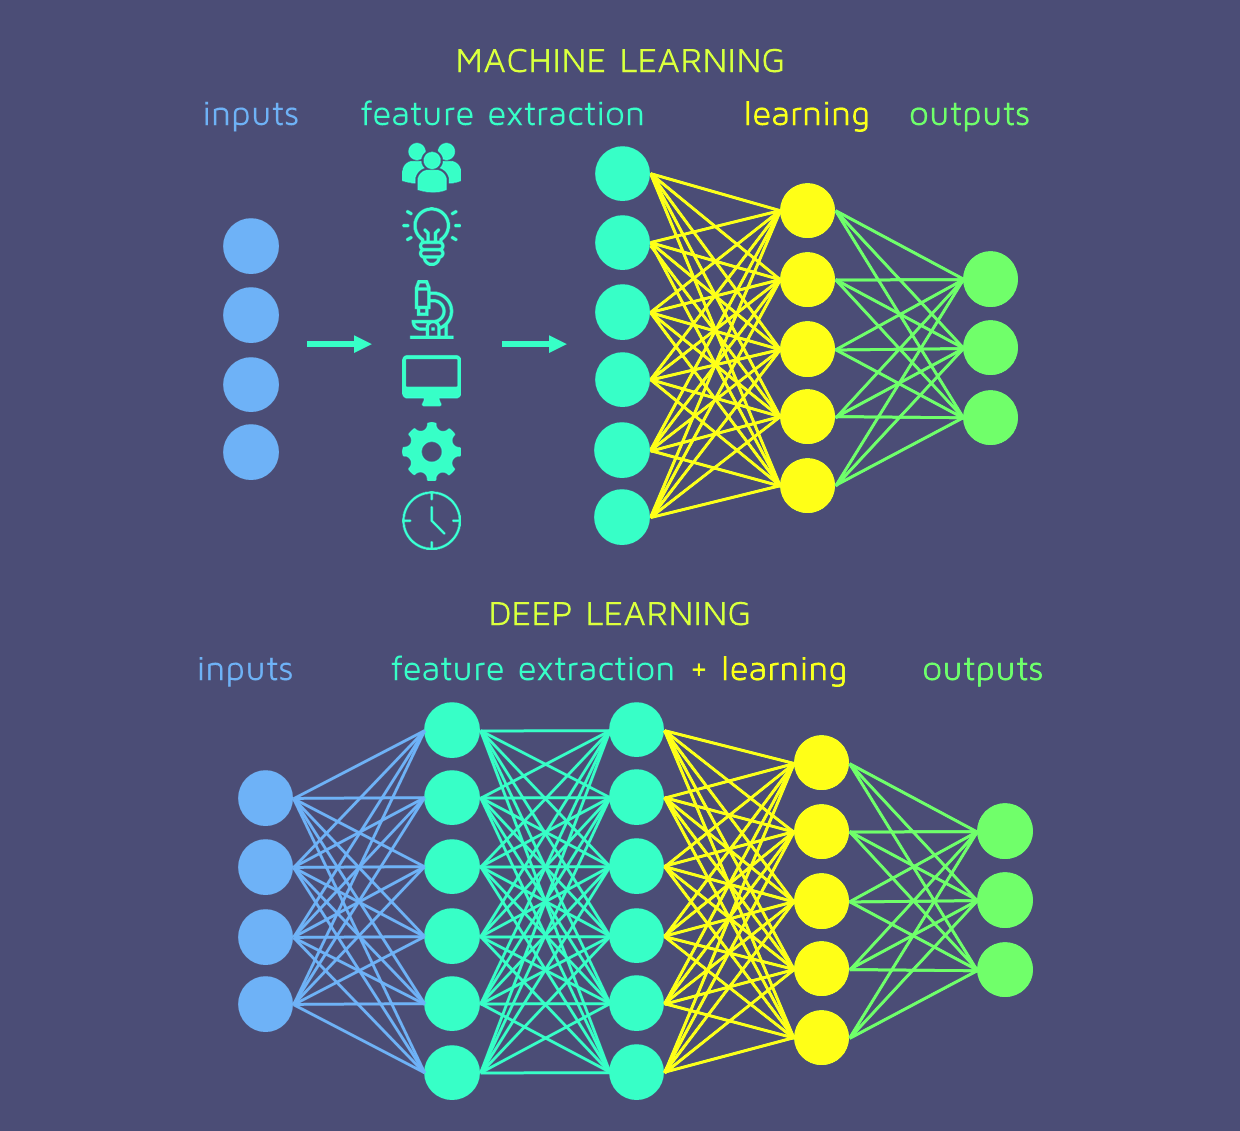 MACHINE LEARNING
inputs feature extraction learning outputs
DEEP LEARNING
inputs feature extraction + learning outputs